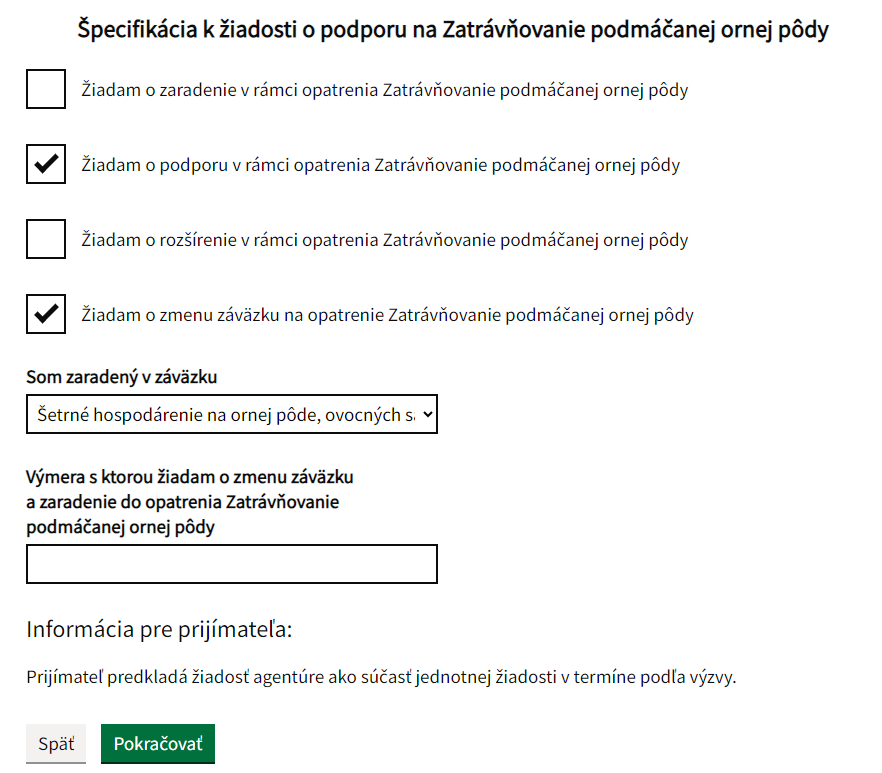 Špecifikácia k žiadosti o podporu na Zatrávňovanie podmáčanej ornej pôdy
Žiadam o zaradenie v rámci opatrenia Zatrávňovanie podmáčanej ornej pôdy
Žiadam o podporu v rámci opatrenia Zatrávňovanie podmáčanej ornej pôdy
Žiadam o rozšírenie v rámci opatrenia Zatrávňovanie podmáčanej ornej pôdy
Žiadam o zmenu záväzku na opatrenie Zatrávňovanie podmáčanej ornej pôdy
Som zaradený v záväzku
Šetrné hospodárenie na ornej pôde, ovocných
Výmera s ktorou žiadam o zmenu záväzku
a zaradenie do opatrenia Zatrávňovanie
podmáčanej ornej pôdy
Informácia pre prijímateľa:
Prijímateľ predkladá žiadosť agentúre ako súčasť jednotnej žiadosti v termíne podľa výzvy.
Späť
Pokračovať